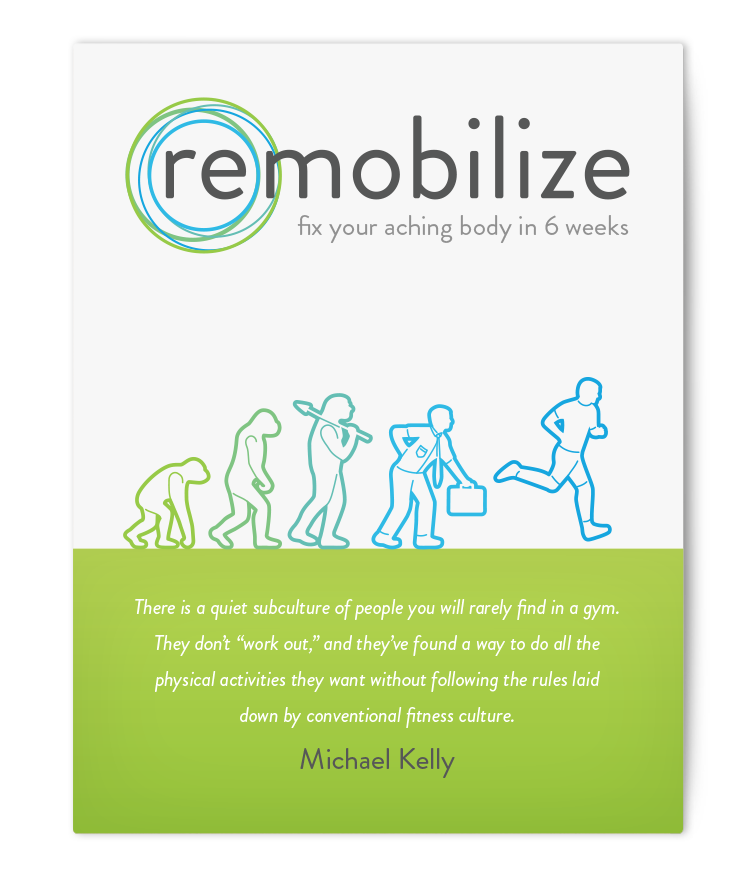 remobilize
fix your aching body in 6 weeks
There is a quiet subculture of people you will rarely find in a gym.
They don't “work out,” and they've found a way to do all the
physical activities they want without following the rules laid
down by conventional fitness culture.
Michael Kelly